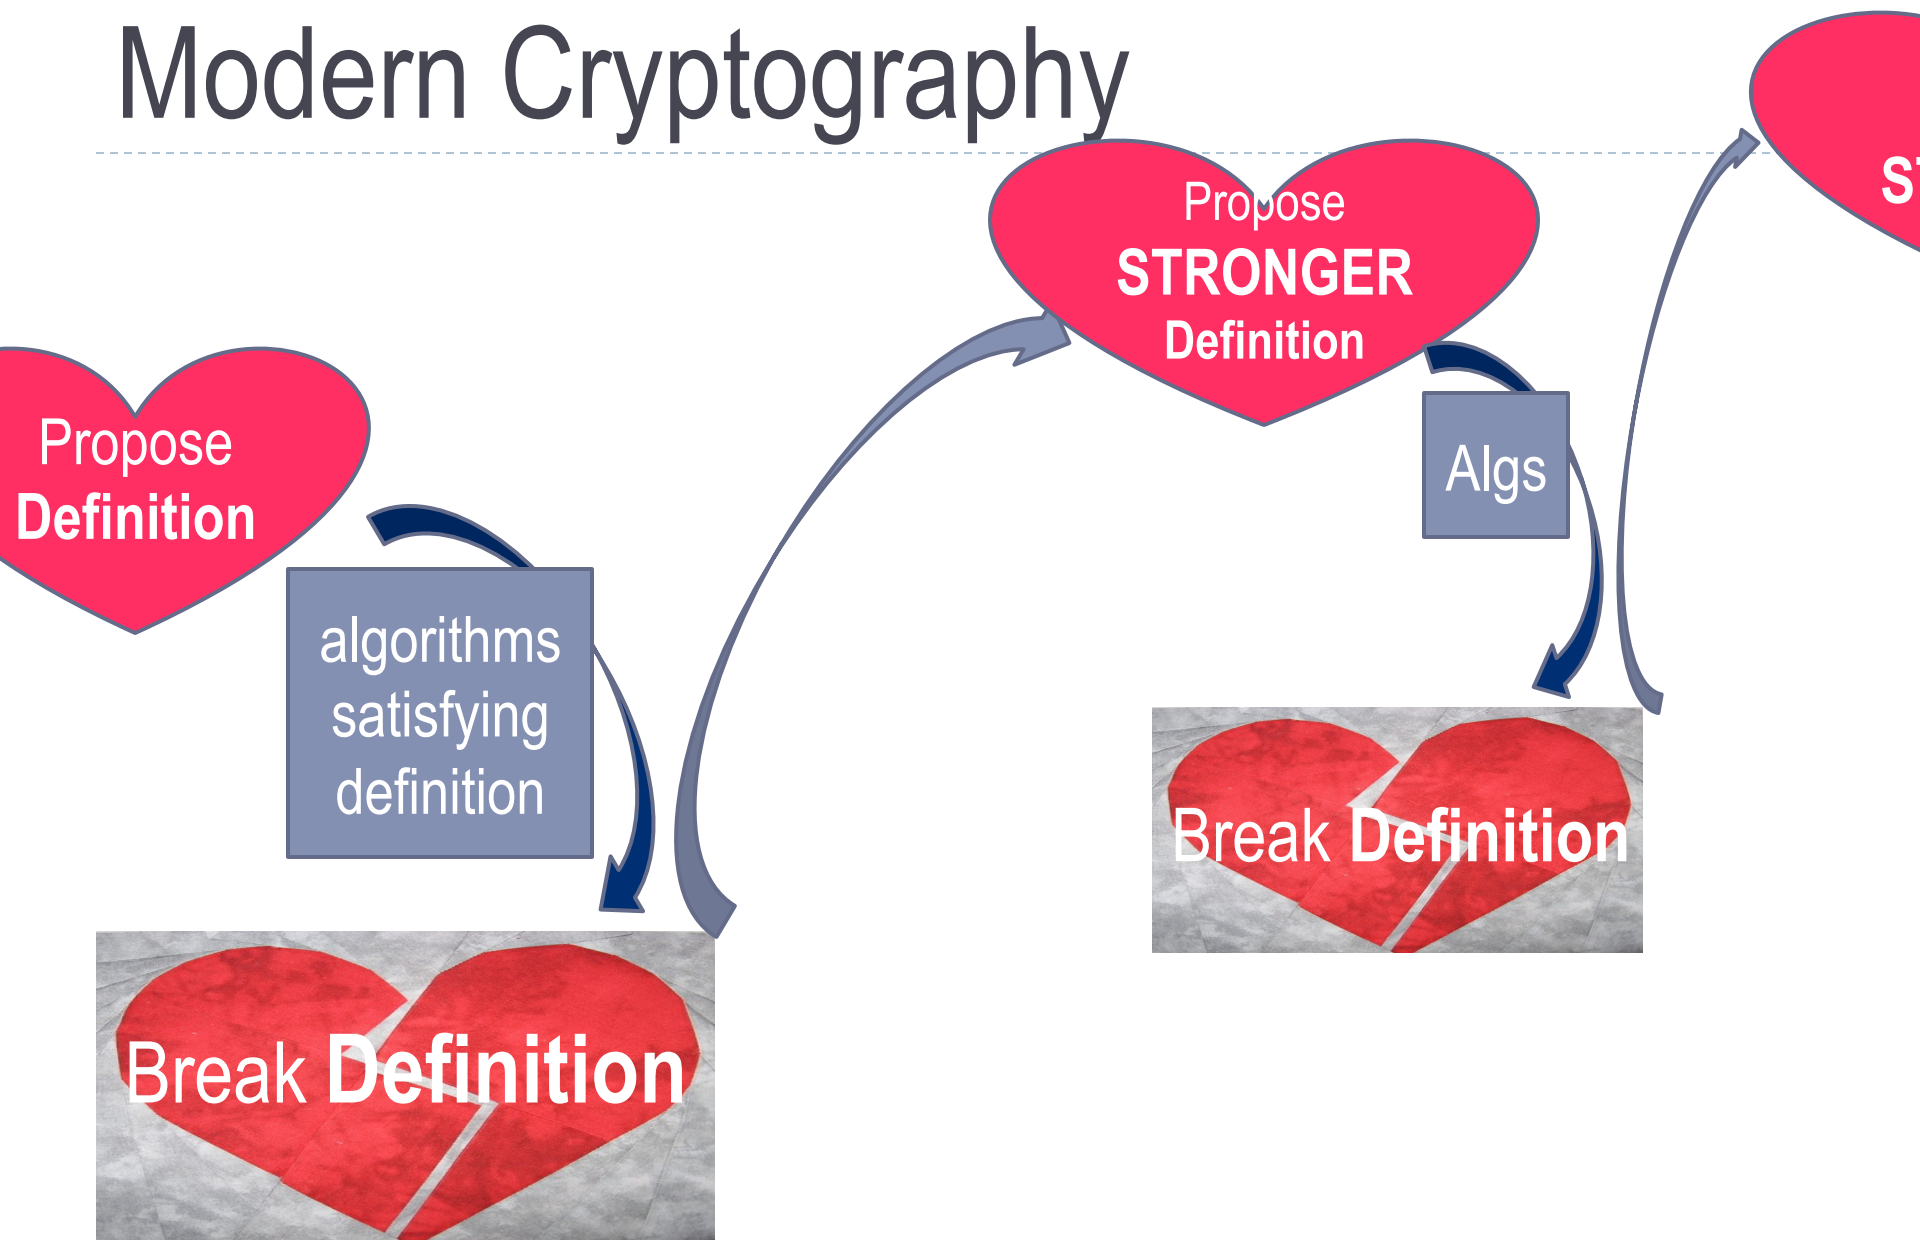 Modern Cryptography
Propose
Definition
algorithms
satisfying
definition
Break Definition
Propose
STRONGER
Definition
Algs
Break Definition